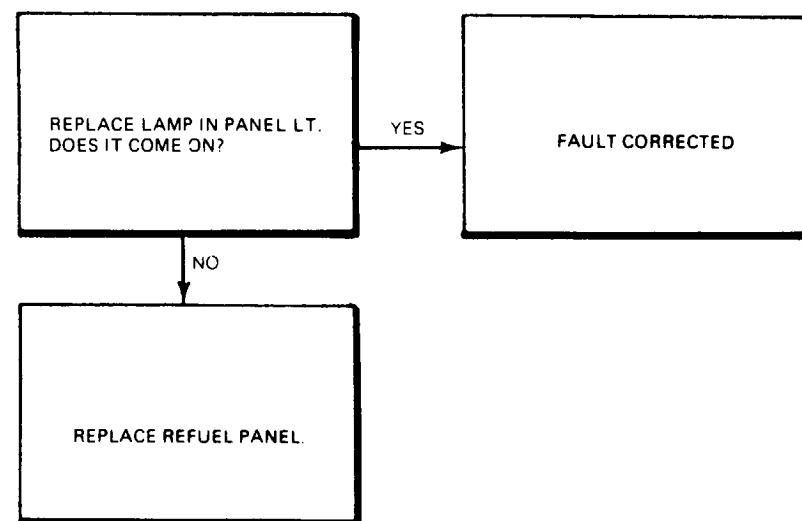 REPLACE LAMP IN PANEL LT.
DOES IT COME ON?
YES
FAULT CORRECTED
NO
REPLACE REFUEL PANEL.